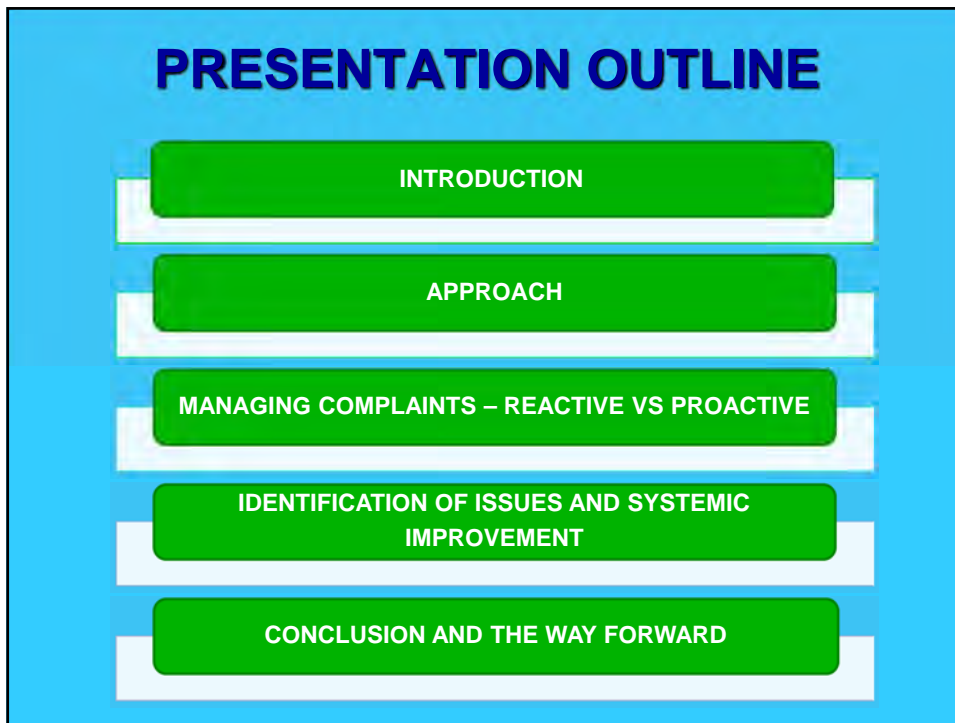 PRESENTATION OUTLINE
INTRODUCTION
APPROACH
MANAGING COMPLAINTS – REACTIVE VS PROACTIVE
IDENTIFICATION OF ISSUES AND SYSTEMIC
IMPROVEMENT
CONCLUSION AND THE WAY FORWARD